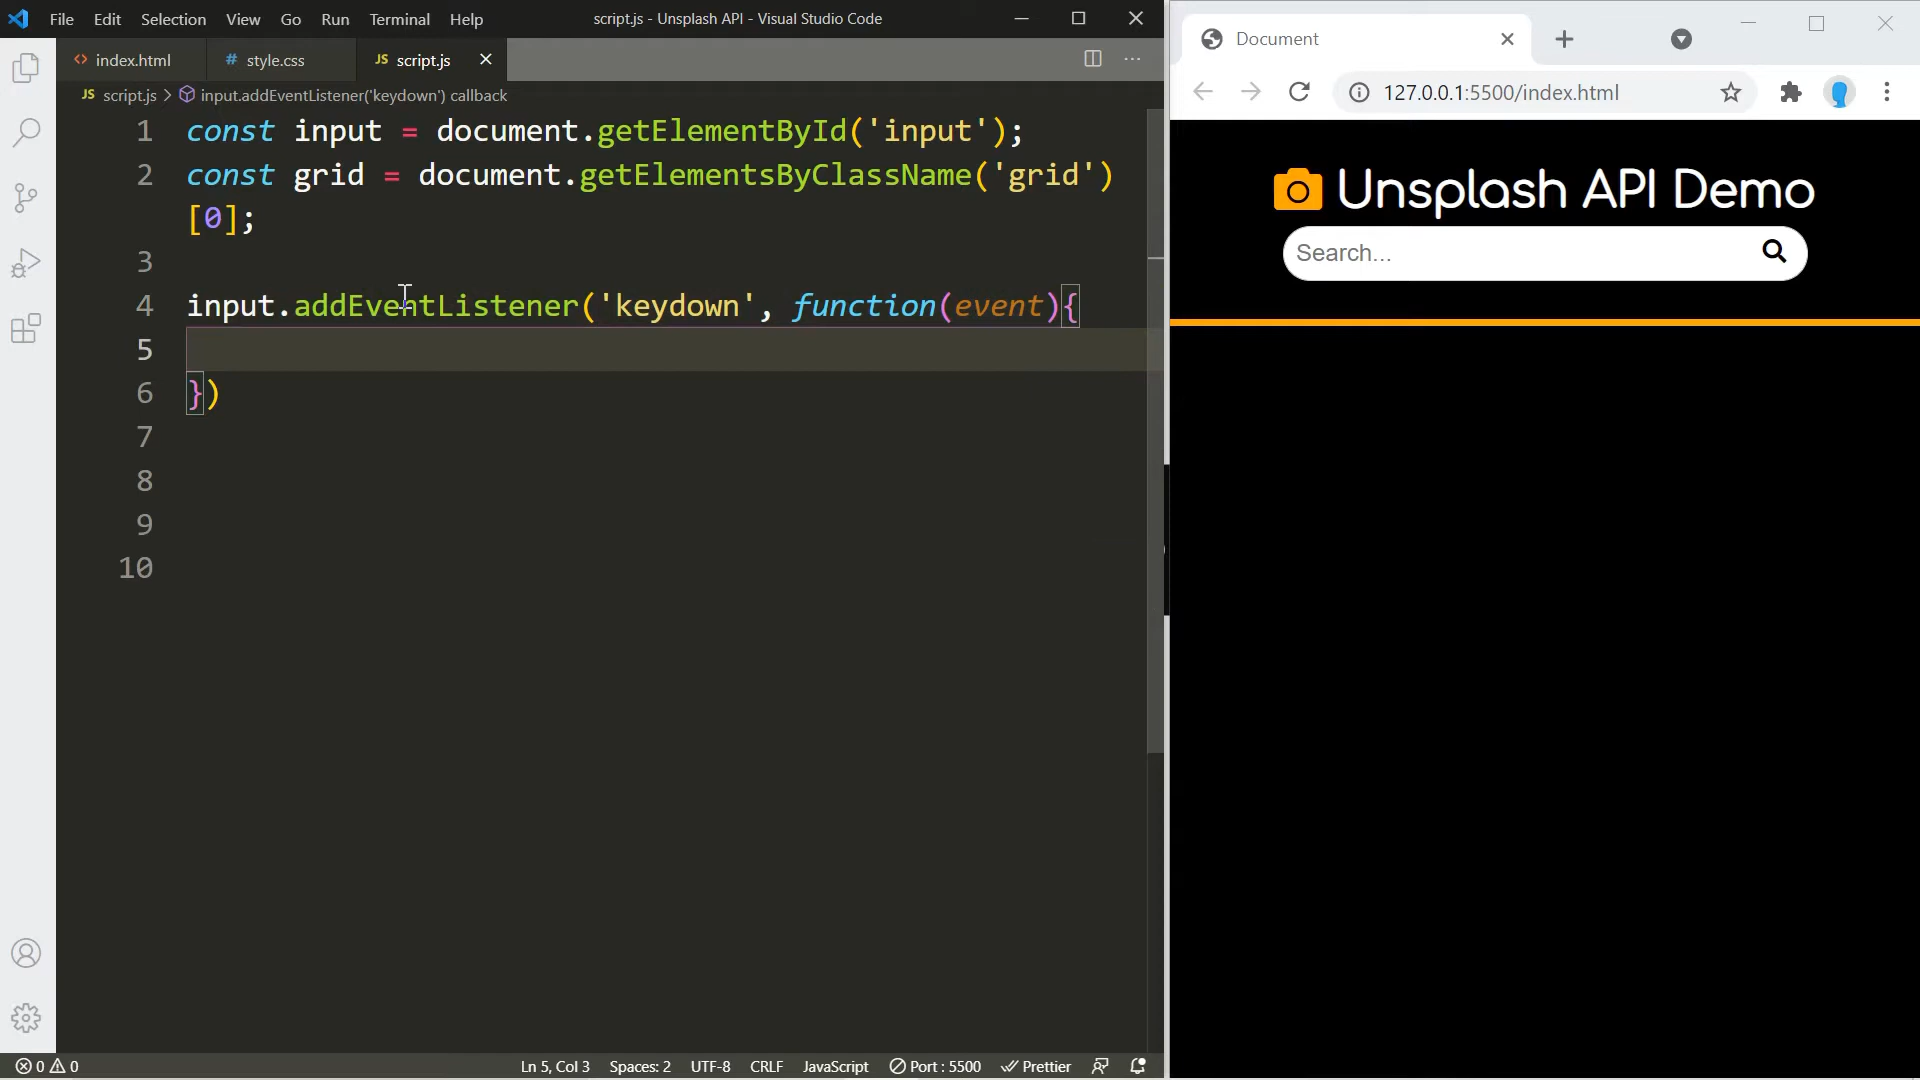 File Edit Selection View Go Run Terminal Help script.js - Unsplash API - Visual Studio Code
<> index.html # style.css JS script.js
JS script.js > input.addEventListener('keydown') callback
1 const input = document.getElementById('input');
2 const grid = document.getElementsByClassName('grid')
[0];
3
4 input.addEventListener('keydown', function(event){
5
6 })
7
8
9
10
0 0 Ln 5, Col 3 Spaces: 2 UTF-8 CRLF JavaScript Port : 5500 Prettier
Document
127.0.0.1:5500/index.html
Unsplash API Demo
Search...